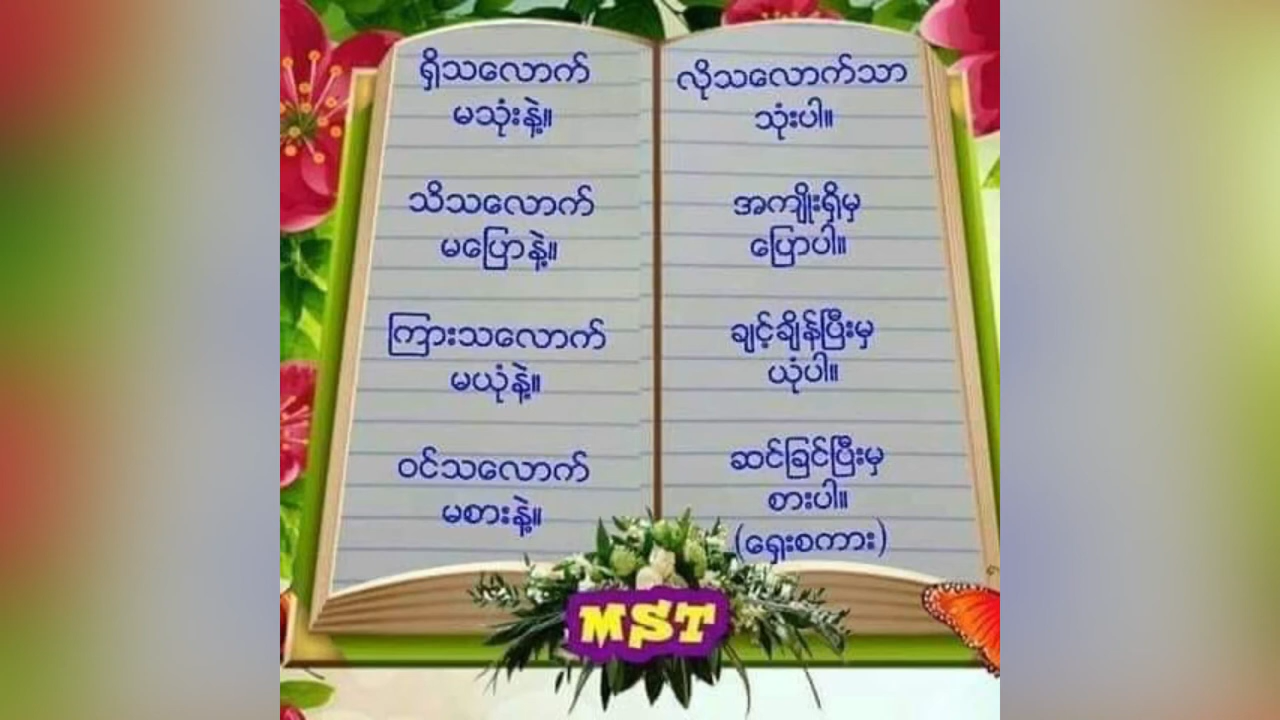 ရှိသလောက်
မသုံးနဲ့။
သိသလောက်
မပြောနဲ့။
ကြားသလောက်
မယုံနဲ့။
ဝင်သလောက်
မစားနဲ့။
လိုသလောက်သာ
သုံးပါ။
အကျိုးရှိမှ
ပြောပါ။
ချင့်ချိန်ပြီးမှ
ယုံပါ။
ဆင်ခြင်ပြီးမှ
စားပါ။
(ရှေးစကား)
MST